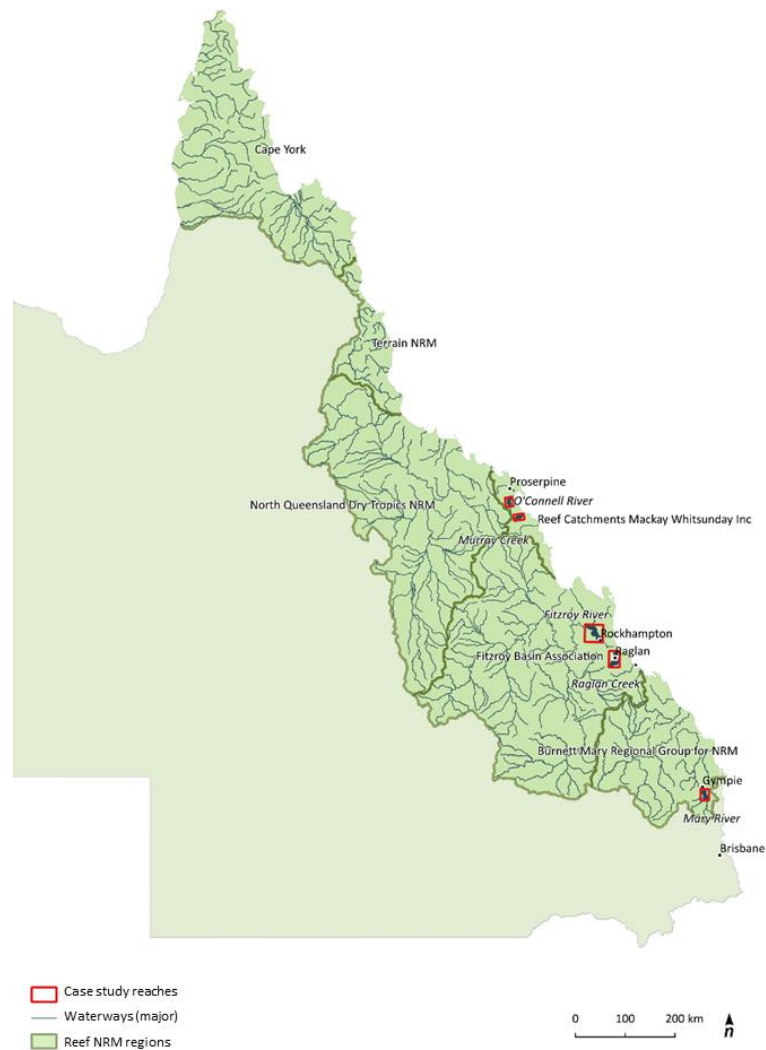 Cape York
Terrain NRM
Proserpine
O'Connell River
North Queensland Dry Tropics NRM
Reef Catchments Mackay Whitsunday Inc
Murray Creek
Fitzroy River
Rockhampton
Raglan
Fitzroy Basin Association
Raglan Creek
Burnett Mary Regional Group for NRM
Gympie
Mary River
Brisbane
Case study reaches
Waterways (major)
Reef NRM regions
0 100 200 km
n